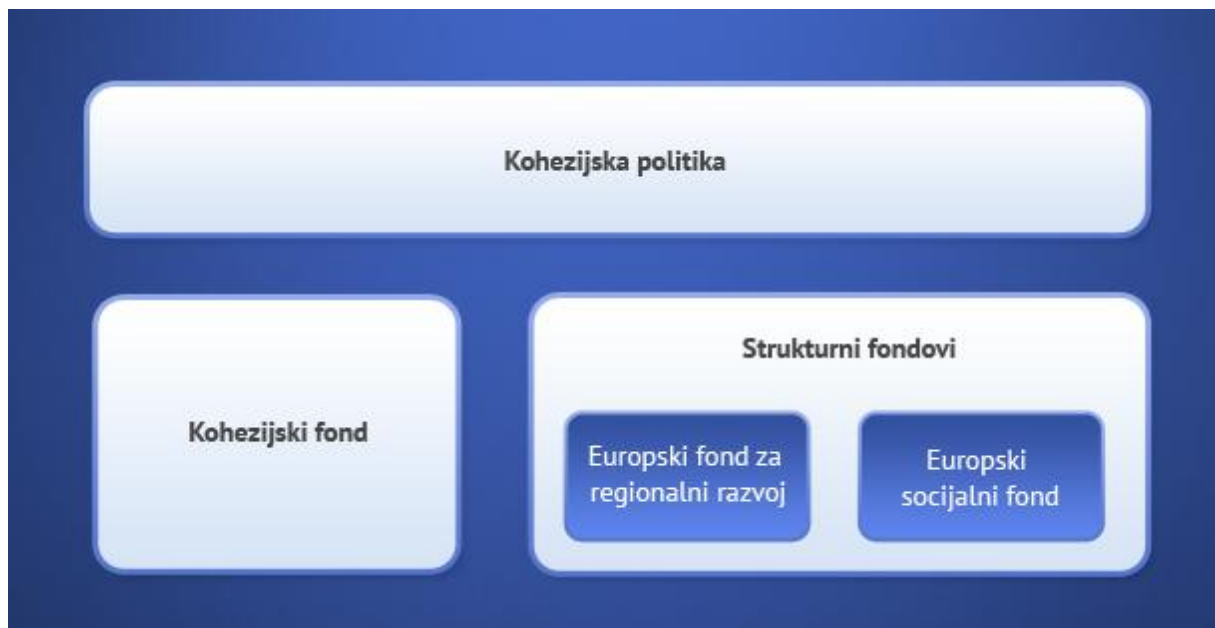 Kohezijska politika
Kohezijski fond
Strukturni fondovi
Europski fond za
regionalni razvoj
Europski
socijalni fond